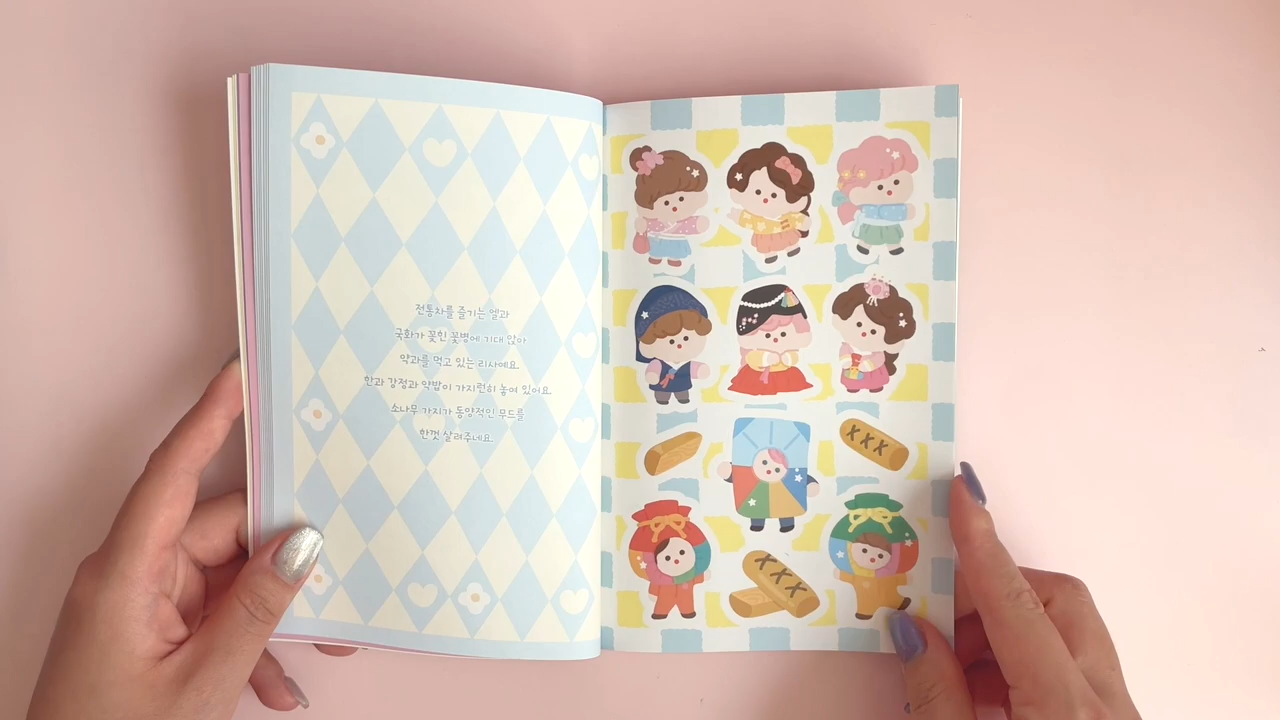 전통차를 즐기는 엘과
국화가 꽃힌 꽃병에 기대 앉아
약과를 먹고 있는 리사예요.
한과 강정과 약밥이 가지런히 놓여 있어요.
소나무 가지가 동양적인 무드를
한껏 살려주네요.